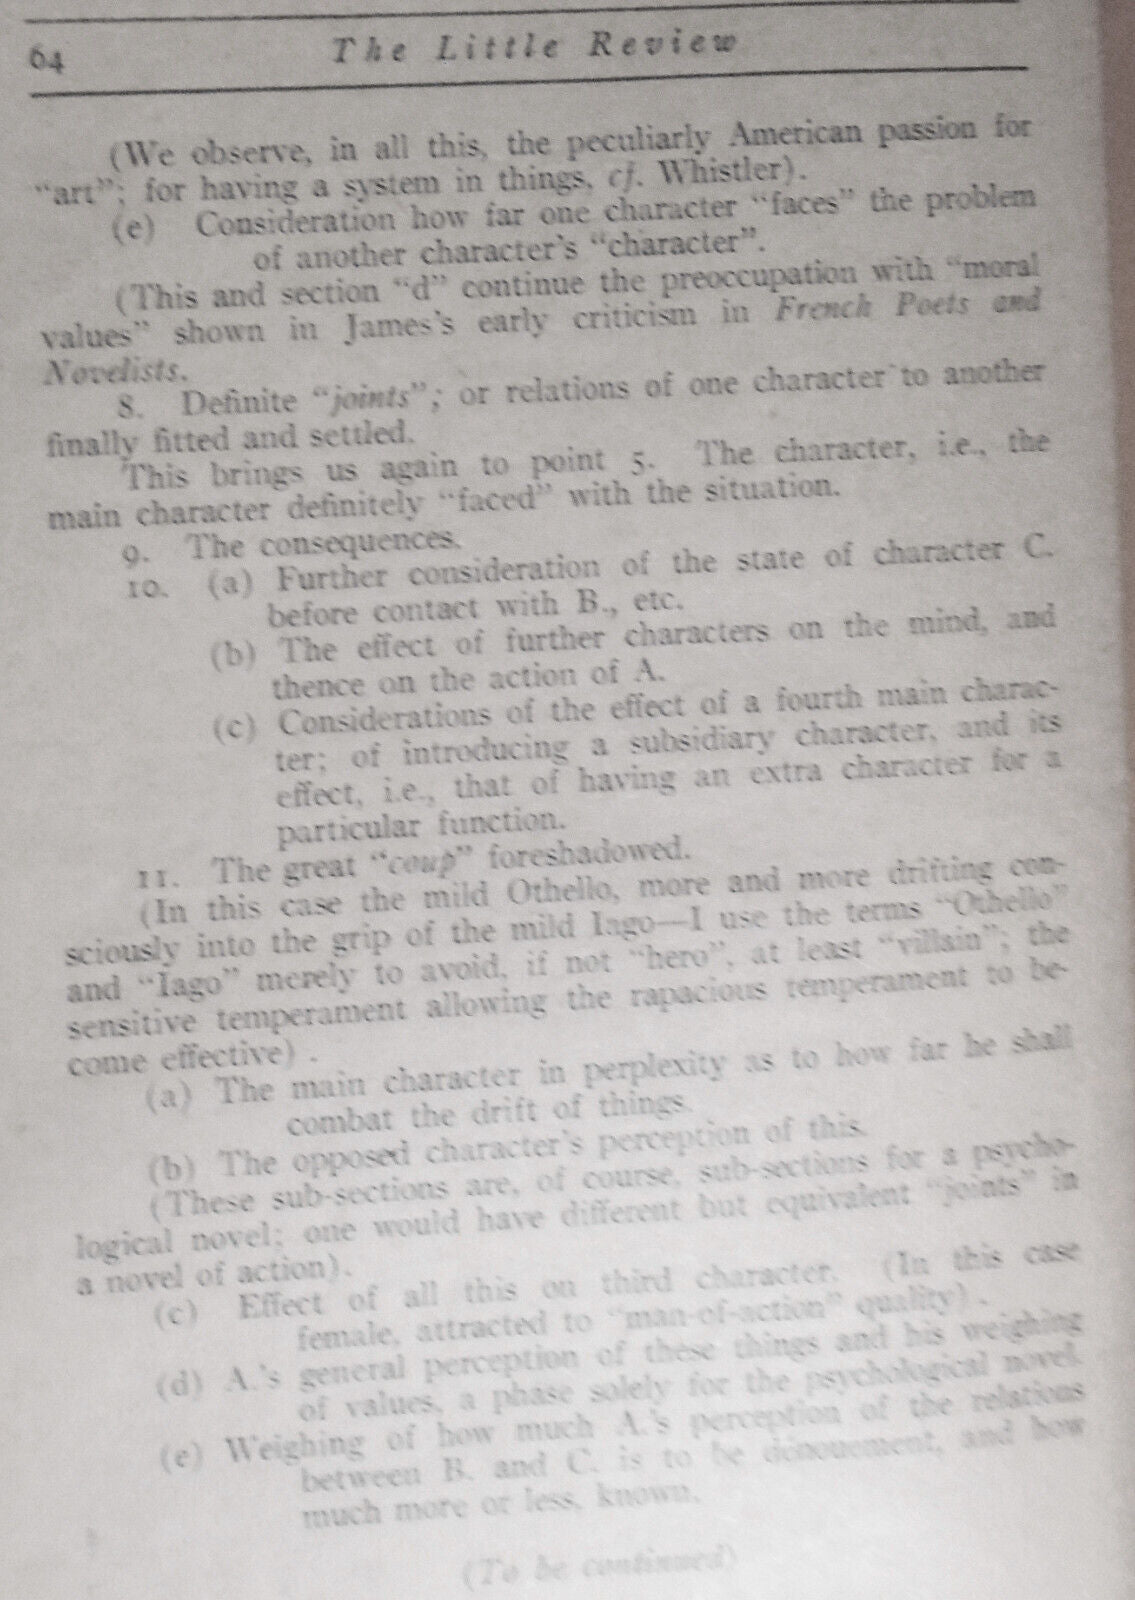 64 The Little Review
(We observe, in all this, the peculiarly American passion for
"art"; for having a system in things, cf. Whistler).
(e) Consideration how far one character "faces" the problem
of another character's "character".
(This and section "d" continue the preoccupation with "moral
values" shown in James's early criticism in French Poets and
Novelists.
8. Definite "joints"; or relations of one character to another
finally fitted and settled.
This brings us again to point 5. The character, i.e., the
main character definitely "faced" with the situation.
9. The consequences.
10. (a) Further consideration of the state of character C.
before contact with B., etc.
(b) The effect of further characters on the mind, and
thence on the action of A.
(c) Considerations of the effect of a fourth main charac-
ter; of introducing a subsidiary character, and its
effect, i.e., that of having an extra character for a
particular function.
11. The great "coup" foreshadowed.
(In this case the mild Othello, more and more drifting con-
sciously into the grip of the mild Iago—I use the terms "Othello"
and "Iago" merely to avoid, if not "hero", at least "villain"; the
sensitive temperament allowing the rapacious temperament to be-
come effective).
(a) The main character in perplexity as to how far he shall
combat the drift of things.
(b) The opposed character's perception of this.
(These sub-sections are, of course, sub-sections for a psycho-
logical novel; one would have different but equivalent "joints" in
a novel of action).
(c) Effect of all this on third character. (In this case
female, attracted to "man-of-action" quality).
(d) A.'s general perception of these things and his weighing
of values, a phase solely for the psychological novel.
(e) Weighing of how much A.'s perception of the relations
between B. and C. is to be dénouement, and how
much more or less, known.
(To be continued)